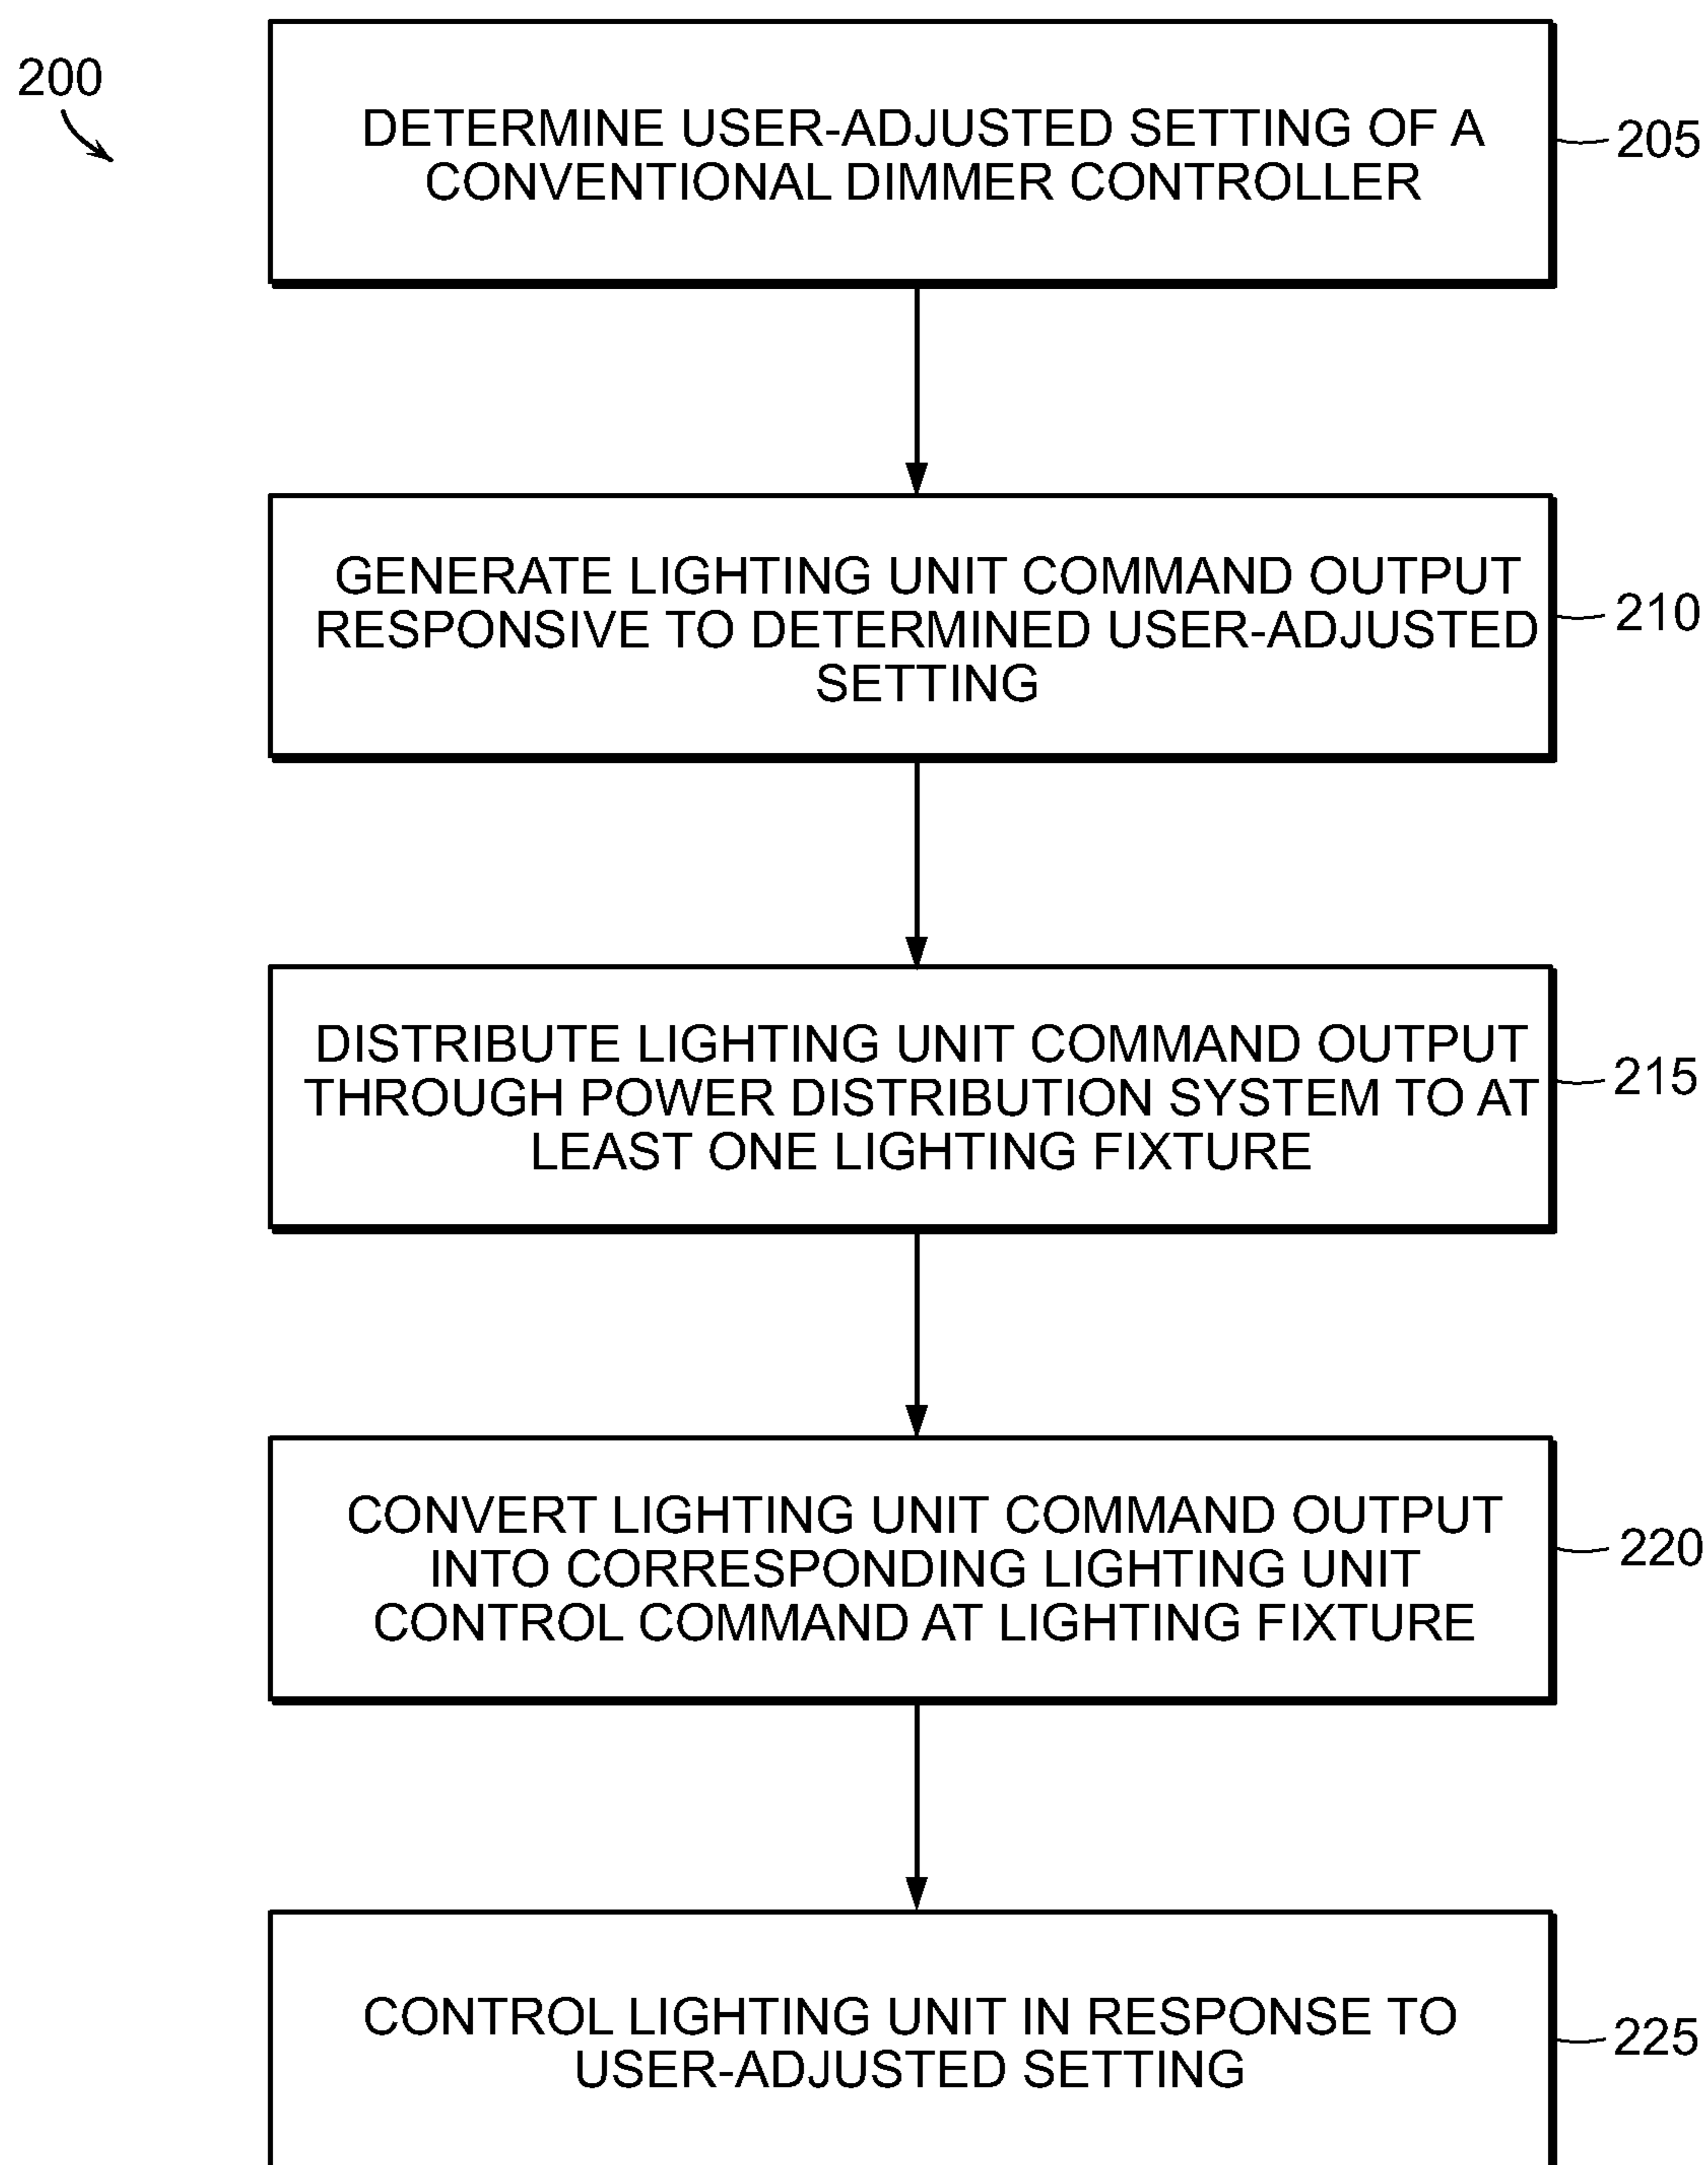 200
DETERMINE USER-ADJUSTED SETTING OF A
CONVENTIONAL DIMMER CONTROLLER
205
GENERATE LIGHTING UNIT COMMAND OUTPUT
RESPONSIVE TO DETERMINED USER-ADJUSTED
SETTING
210
DISTRIBUTE LIGHTING UNIT COMMAND OUTPUT
THROUGH POWER DISTRIBUTION SYSTEM TO AT
LEAST ONE LIGHTING FIXTURE
215
CONVERT LIGHTING UNIT COMMAND OUTPUT
INTO CORRESPONDING LIGHTING UNIT
CONTROL COMMAND AT LIGHTING FIXTURE
220
CONTROL LIGHTING UNIT IN RESPONSE TO
USER-ADJUSTED SETTING
225